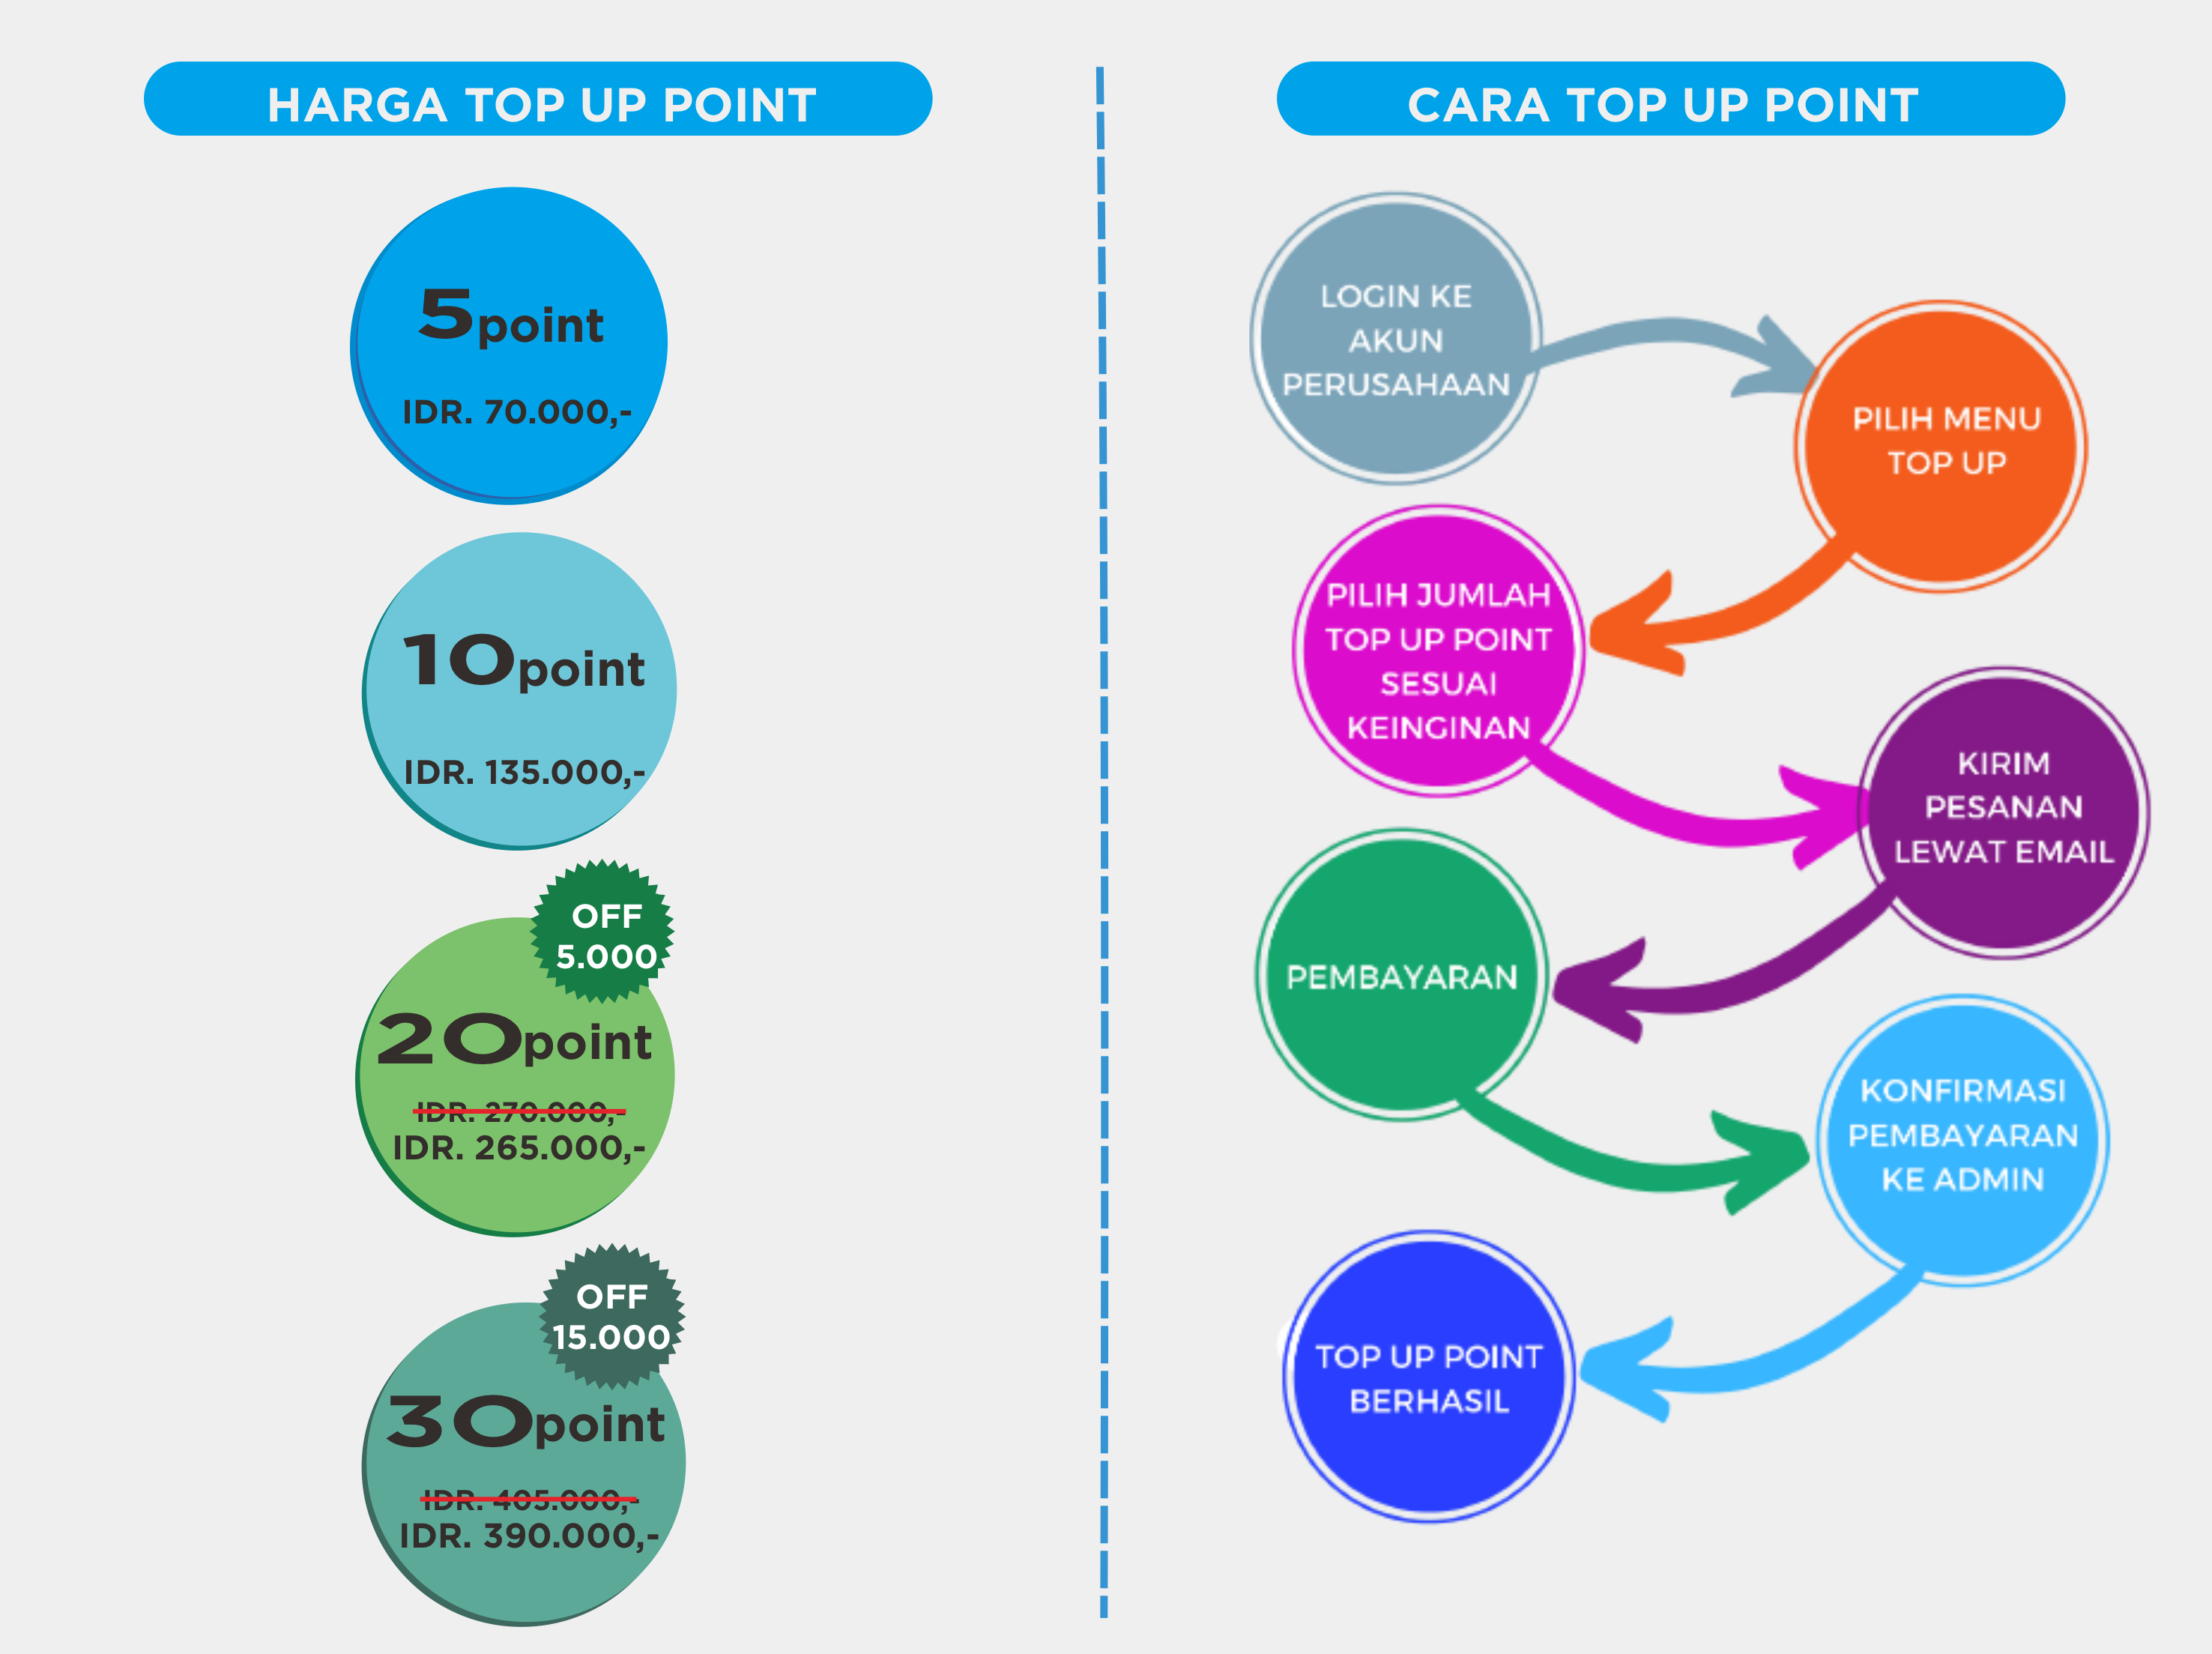 HARGA TOP UP POINT
5point
IDR. 70.000,-
10point
IDR. 135.000,-
OFF
5.000
20point
IDR. 270.000,-
IDR. 265.000,-
OFF
15.000
30point
IDR. 405.000,-
IDR. 390.000,-
CARA TOP UP POINT
LOGIN KE
AKUN
PERUSAHAAN
PILIH MENU
TOP UP
PILIH JUMLAH
TOP UP POINT
SESUAI
KEINGINAN
KIRIM
PESANAN
LEWAT EMAIL
PEMBAYARAN
KONFIRMASI
PEMBAYARAN
KE ADMIN
TOP UP POINT
BERHASIL